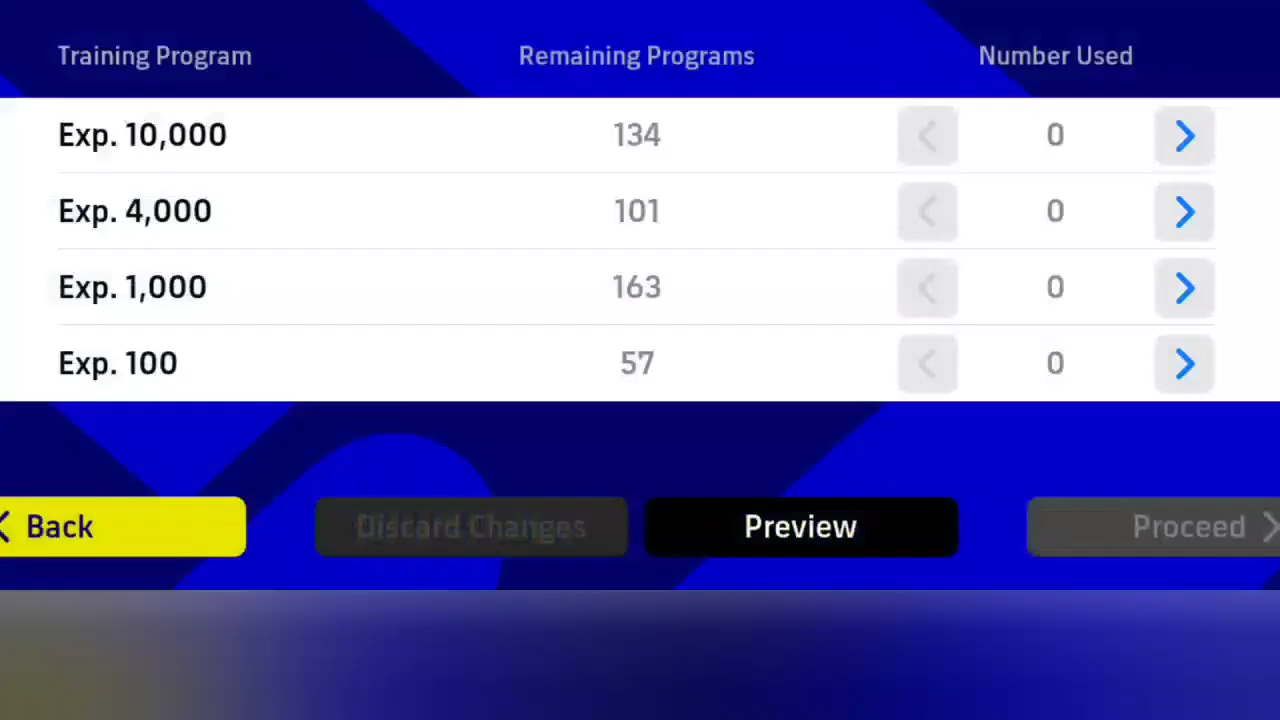 Training Program Remaining Programs Number Used
Exp. 10,000 134 0
Exp. 4,000 101 0
Exp. 1,000 163 0
Exp. 100 57 0
Back Discard Changes Preview Proceed